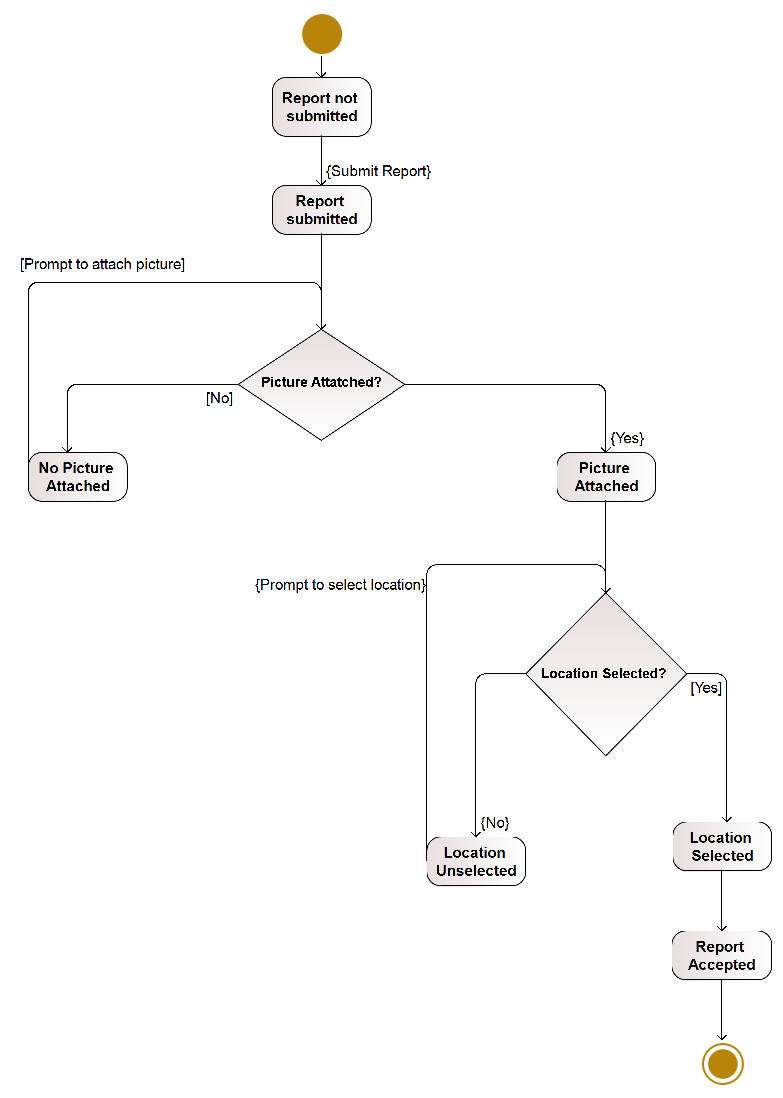 Report not
submitted
{Submit Report}
Report
submitted
[Prompt to attach picture]
Picture Attatched?
[No]
{Yes}
No Picture
Attached
Picture
Attached
{Prompt to select location}
Location Selected?
[Yes]
{No}
Location
Unselected
Location
Selected
Report
Accepted